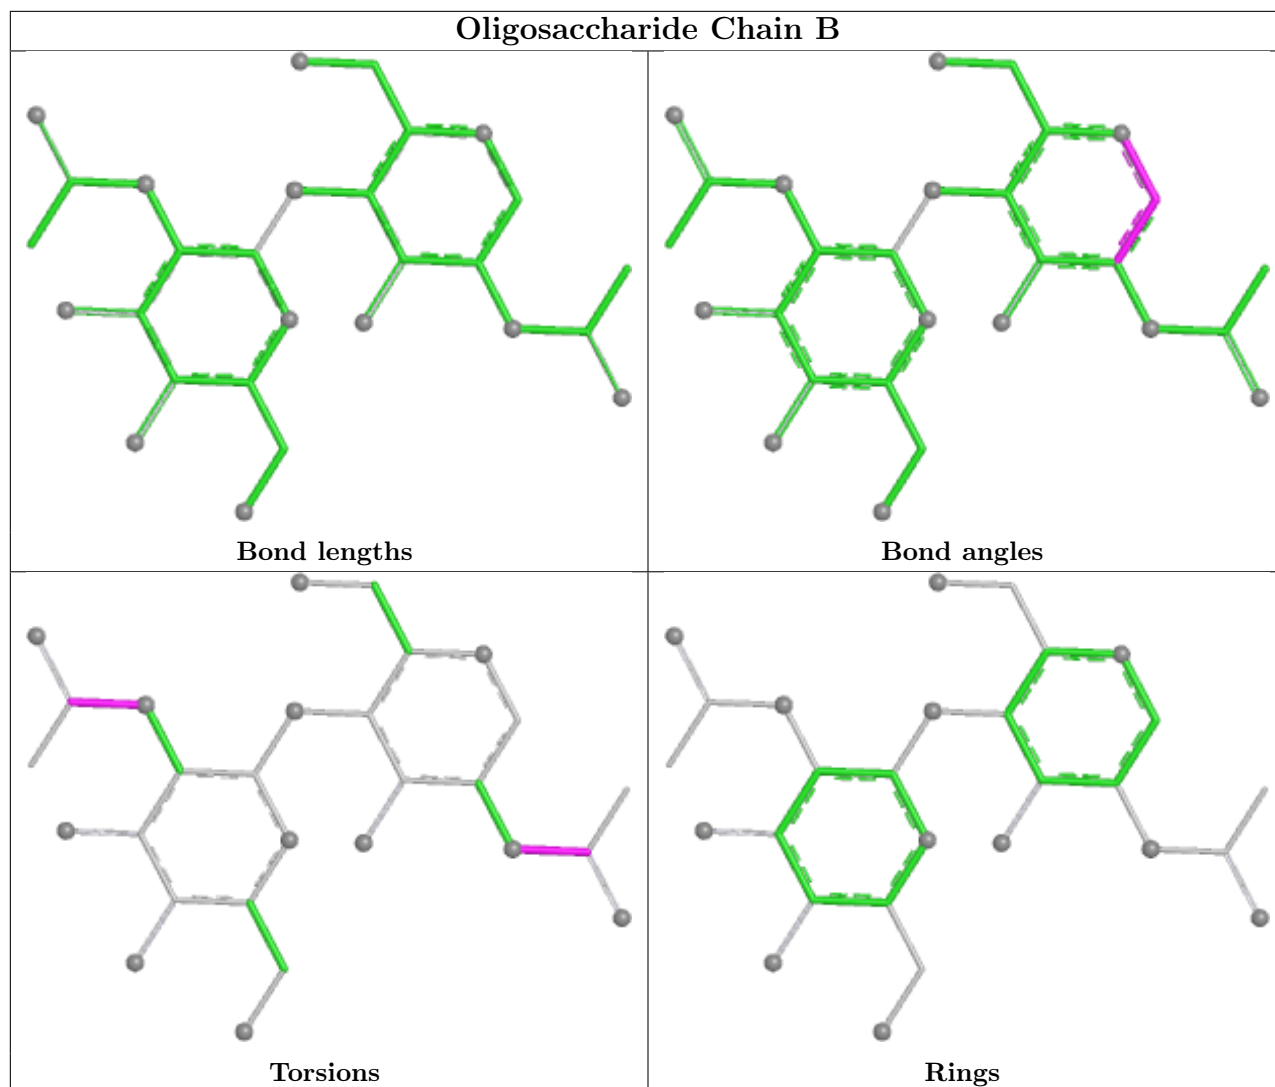 Oligosaccharide Chain B
Bond lengths
Bond angles
Torsions
Rings